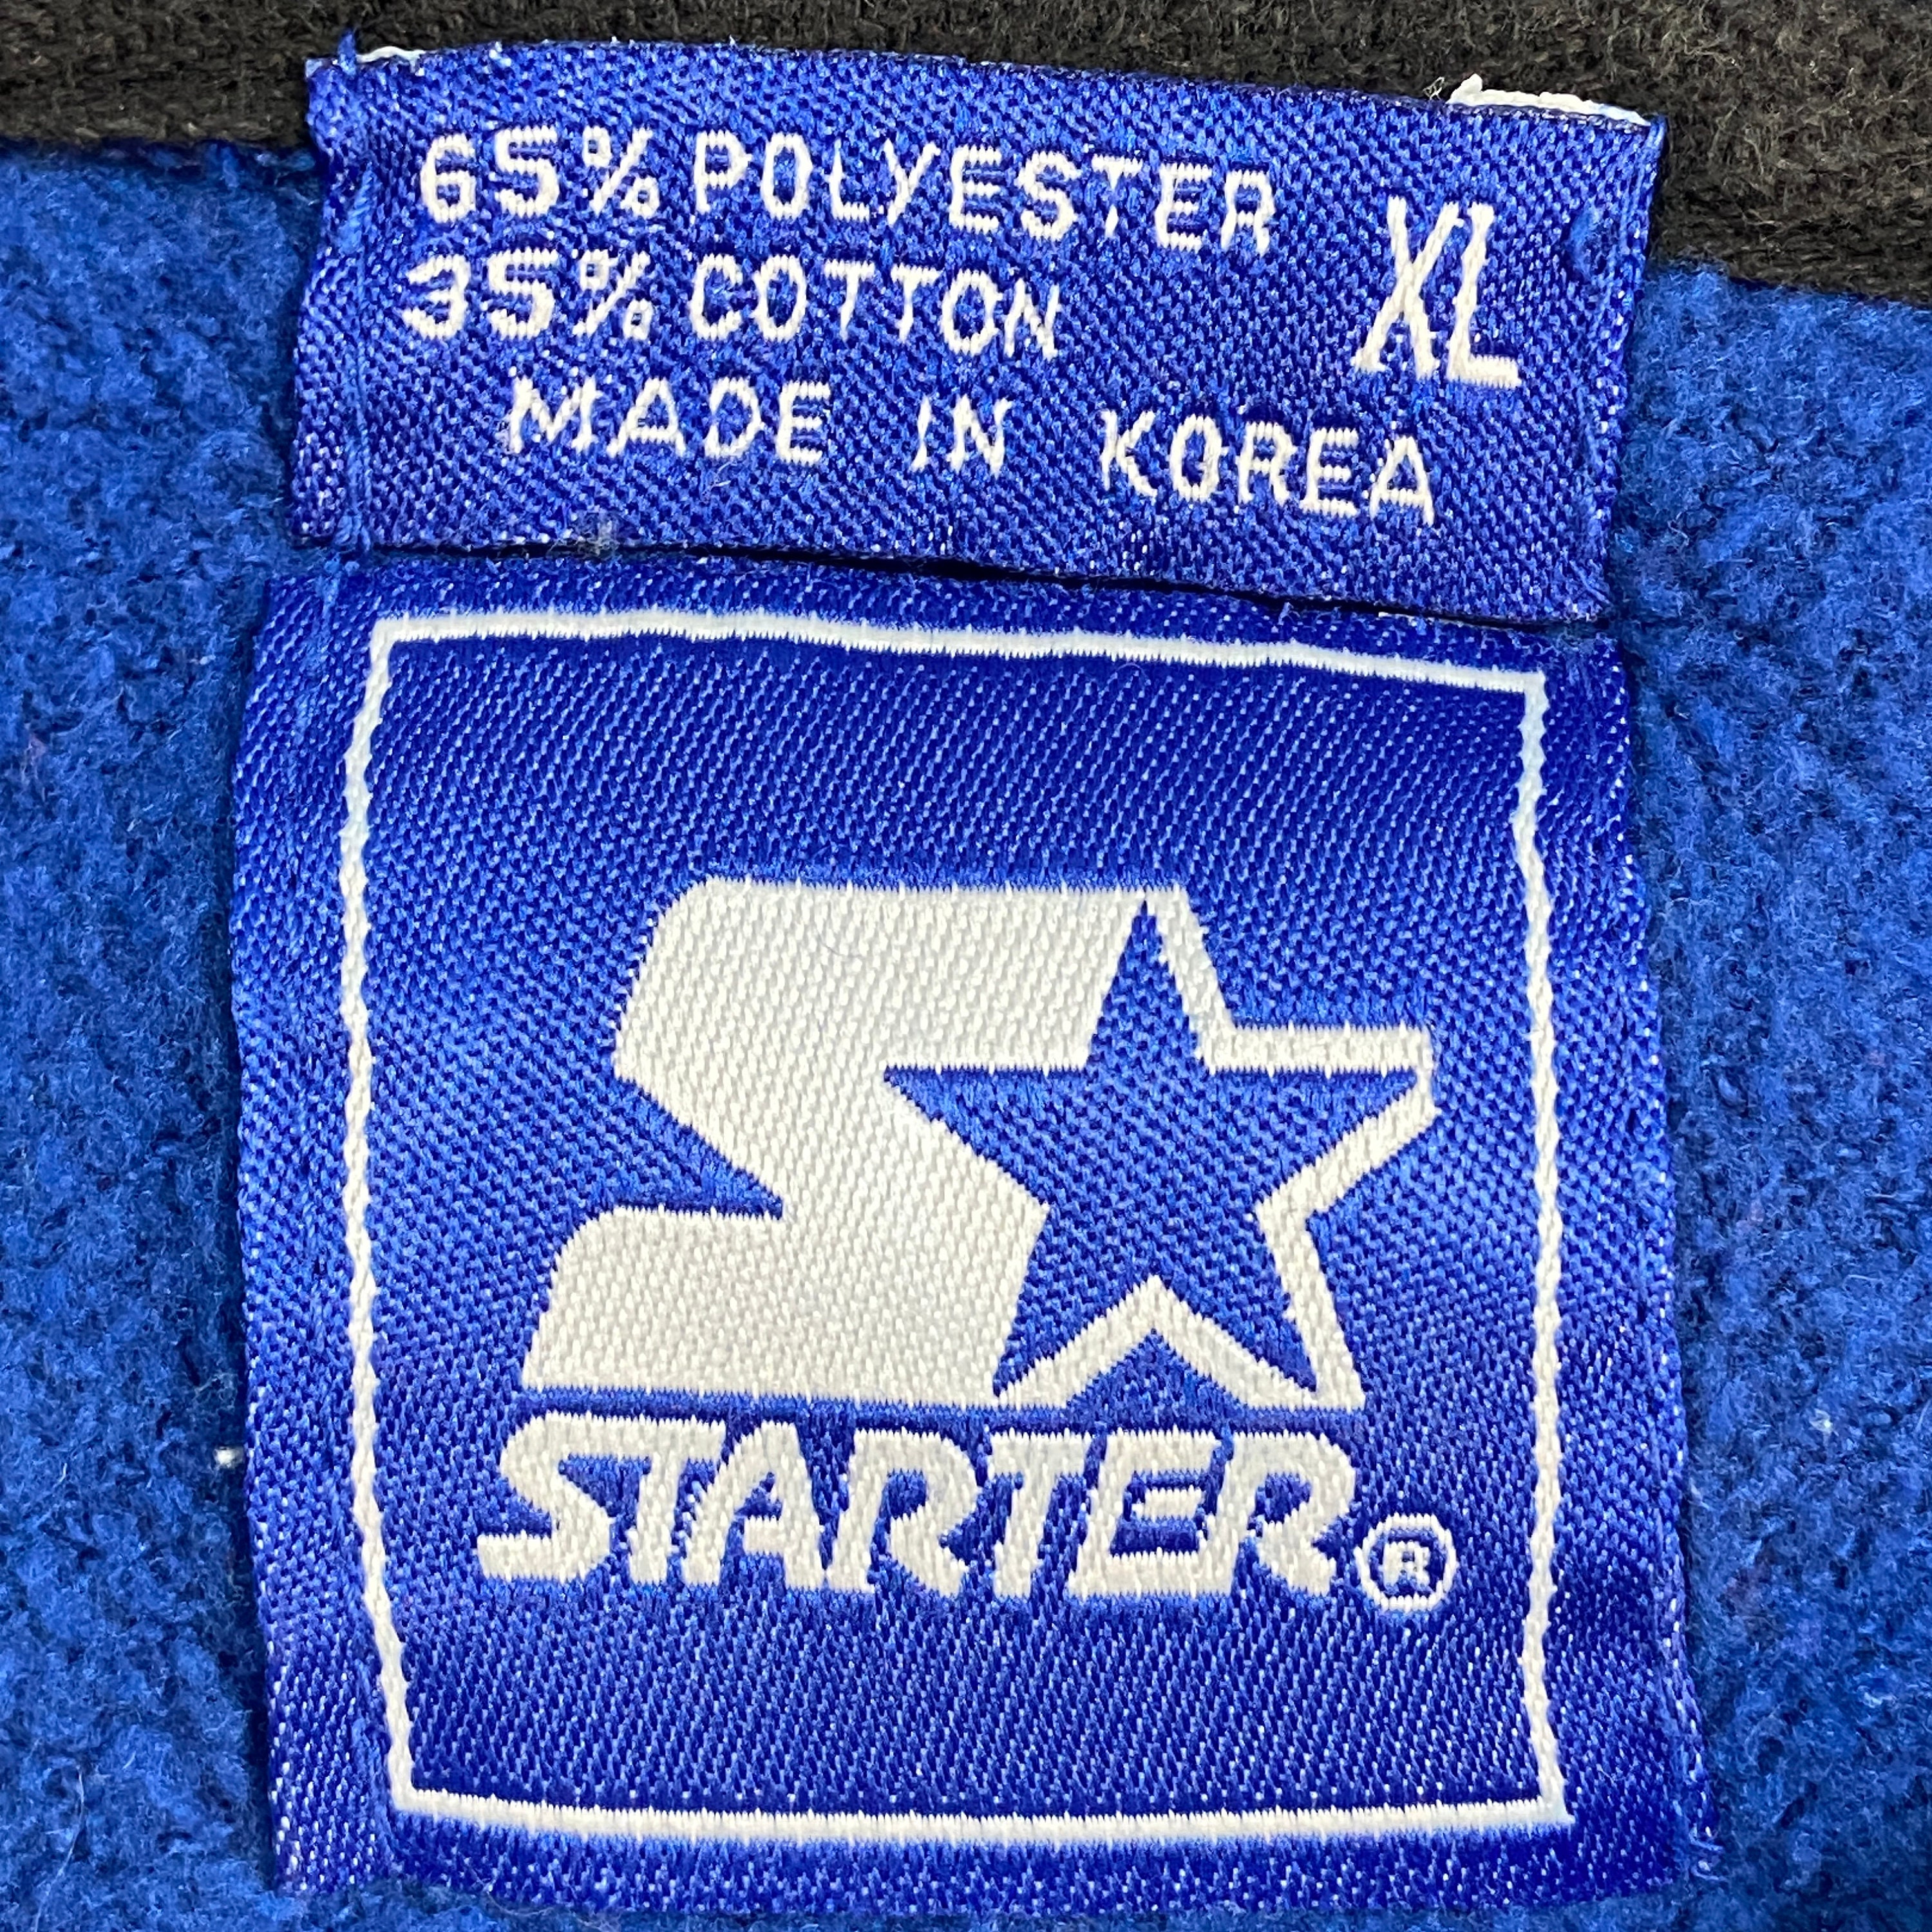 65% POLYESTER
35% COTTON
XL
MADE IN KOREA
STARTER®